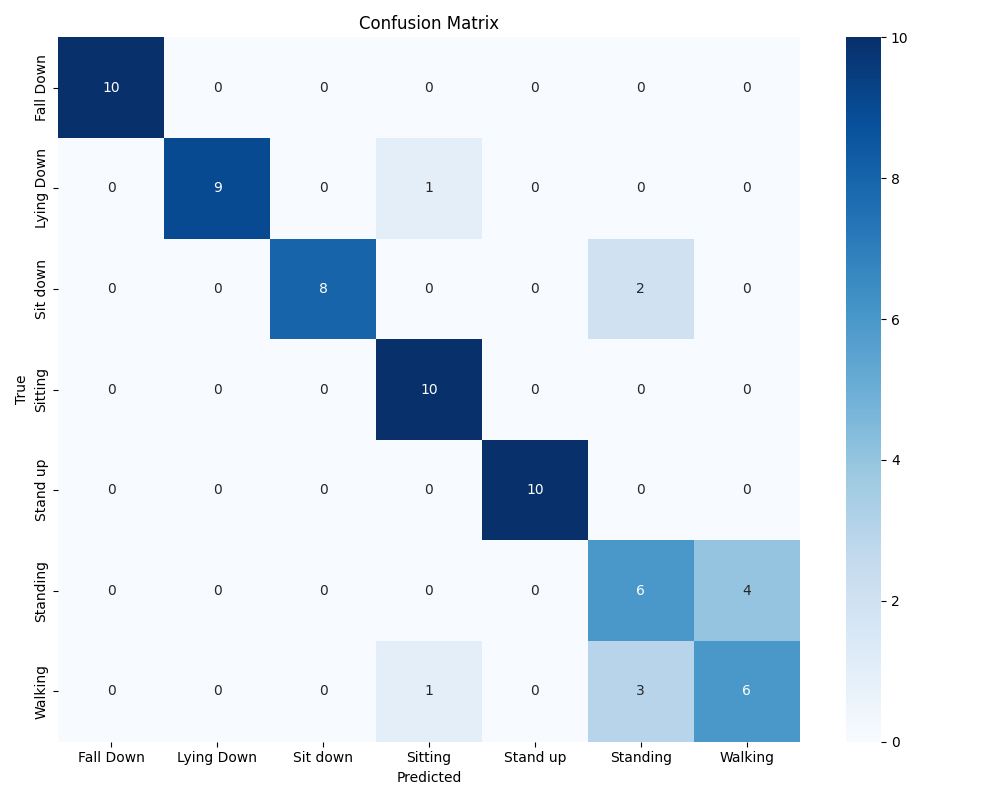 Confusion Matrix
Fall Down 10 0 0 0 0 0 0
Lying Down 0 9 0 1 0 0 0
Sit down 0 0 8 0 0 2 0
Sitting 0 0 0 10 0 0 0
Stand up 0 0 0 0 10 0 0
Standing 0 0 0 0 0 6 4
Walking 0 0 0 1 0 3 6
True
Fall Down Lying Down Sit down Sitting Stand up Standing Walking
Predicted
10
8
6
4
2
0